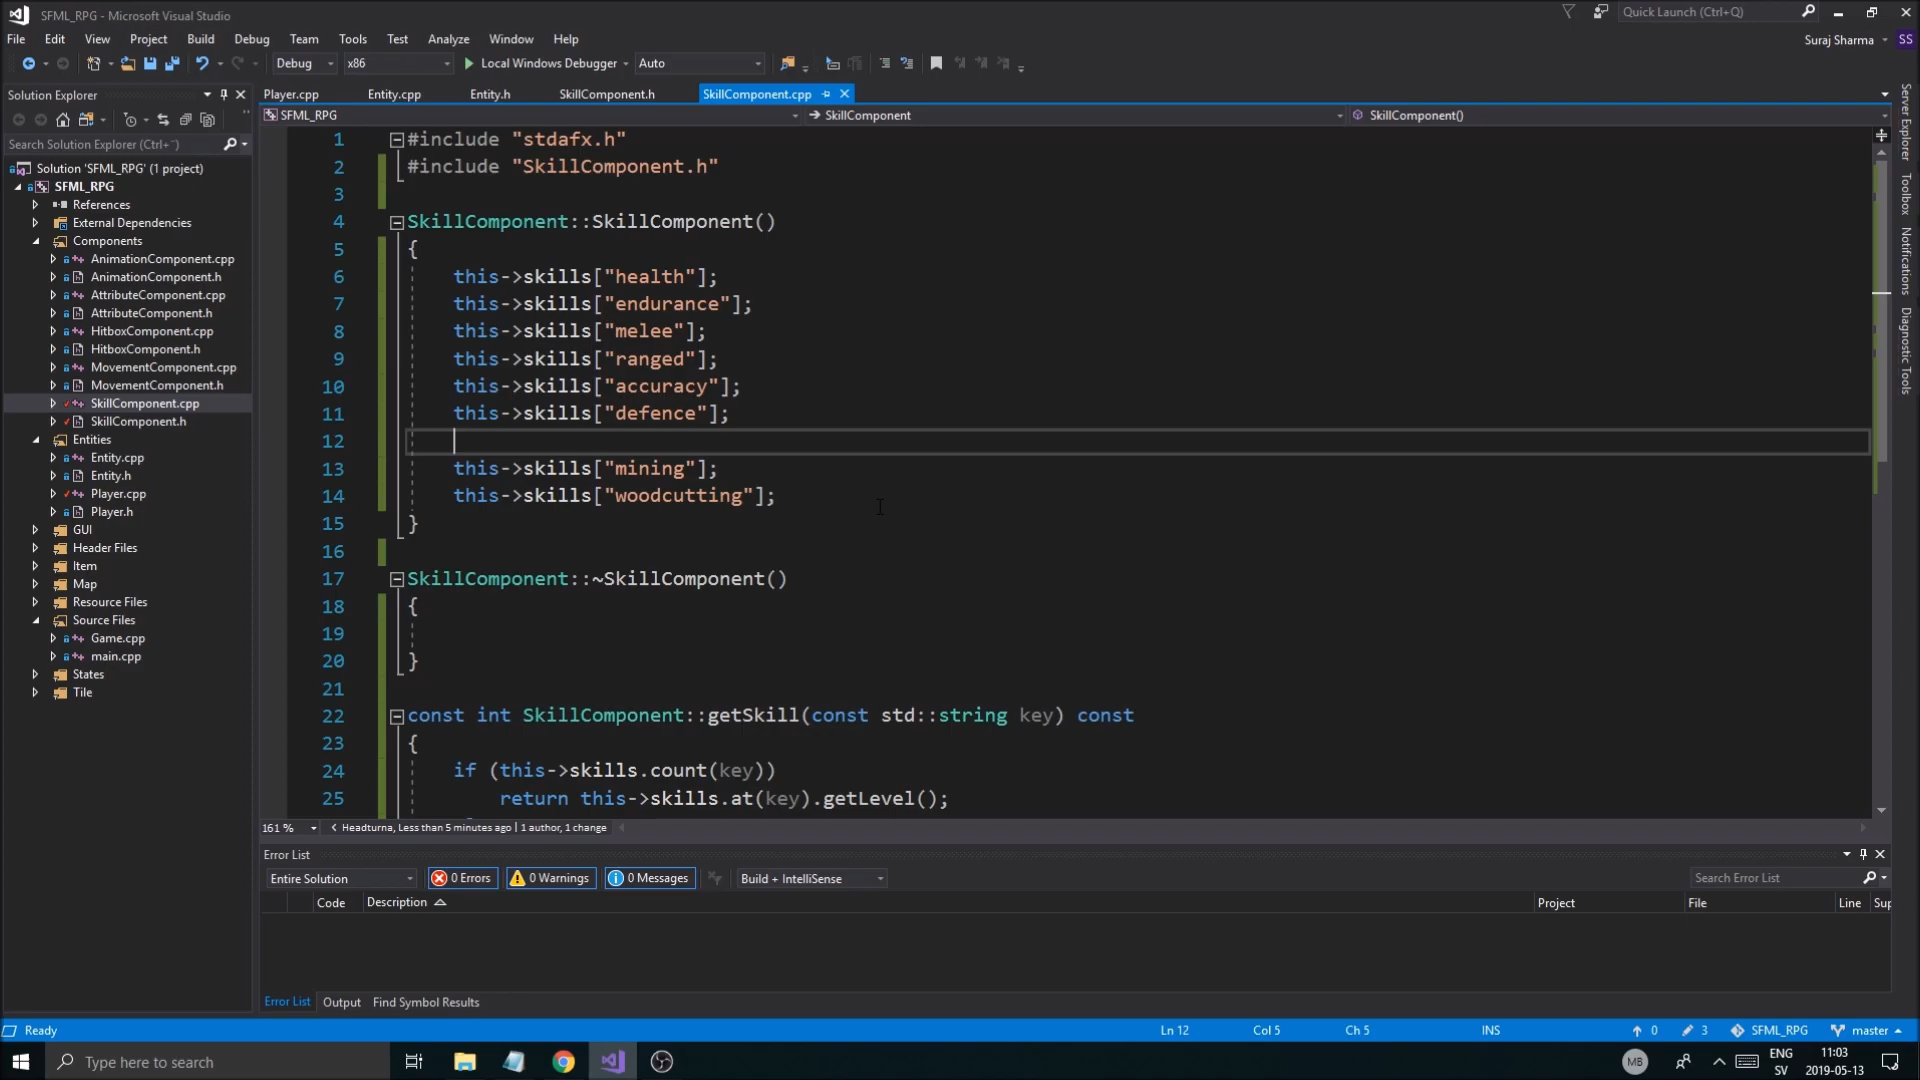 SFML_RPG - Microsoft Visual Studio
Quick Launch (Ctrl+Q)
File Edit View Project Build Debug Team Tools Test Analyze Window Help
Suraj Sharma SS
Debug x86 Local Windows Debugger Auto
Solution Explorer
Player.cpp Entity.cpp Entity.h SkillComponent.h SkillComponent.cpp
SFML_RPG SkillComponent SkillComponent()
Search Solution Explorer (Ctrl+¨)
Solution 'SFML_RPG' (1 project)
SFML_RPG
References
External Dependencies
Components
AnimationComponent.cpp
AnimationComponent.h
AttributeComponent.cpp
AttributeComponent.h
HitboxComponent.cpp
HitboxComponent.h
MovementComponent.cpp
MovementComponent.h
SkillComponent.cpp
SkillComponent.h
Entities
Entity.cpp
Entity.h
Player.cpp
Player.h
GUI
Header Files
Item
Map
Resource Files
Source Files
Game.cpp
main.cpp
States
Tile
1 #include "stdafx.h"
2 #include "SkillComponent.h"
3
4 SkillComponent::SkillComponent()
5 {
6 this->skills["health"];
7 this->skills["endurance"];
8 this->skills["melee"];
9 this->skills["ranged"];
10 this->skills["accuracy"];
11 this->skills["defence"];
12
13 this->skills["mining"];
14 this->skills["woodcutting"];
15 }
16
17 SkillComponent::~SkillComponent()
18 {
19
20 }
21
22 const int SkillComponent::getSkill(const std::string key) const
23 {
24 if (this->skills.count(key))
25 return this->skills.at(key).getLevel();
161 % Headturna, Less than 5 minutes ago | 1 author, 1 change
Server Explorer
Toolbox
Notifications
Diagnostic Tools
Error List
Entire Solution 0 Errors 0 Warnings 0 Messages Build + IntelliSense Search Error List
Code Description Project File Line Sup
Error List Output Find Symbol Results
Ready Ln 12 Col 5 Ch 5 INS 0 3 SFML_RPG master
Type here to search
MB
ENG
SV
11:03
2019-05-13